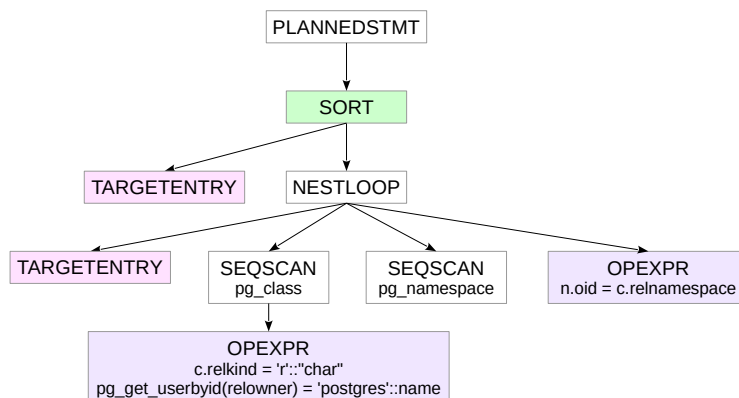 PLANNEDSTMT
SORT
TARGETENTRY
NESTLOOP
TARGETENTRY
SEQSCAN
pg_class
SEQSCAN
pg_namespace
OPEXPR
n.oid = c.relnamespace
OPEXPR
c.relkind = 'r'::"char"
pg_get_userbyid(relowner) = 'postgres'::name